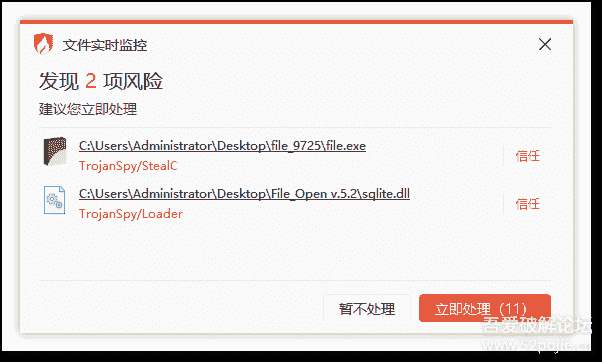 文件实时监控
发现 2 项风险
建议您立即处理
C:\Users\Administrator\Desktop\file_9725\file.exe
信任
TrojanSpy/StealC
C:\Users\Administrator\Desktop\File_Open v.5.2\sqlite.dll
信任
TrojanSpy/Loader
暂不处理
立即处理（11）
吾爱破解论坛
www.52pojie.c